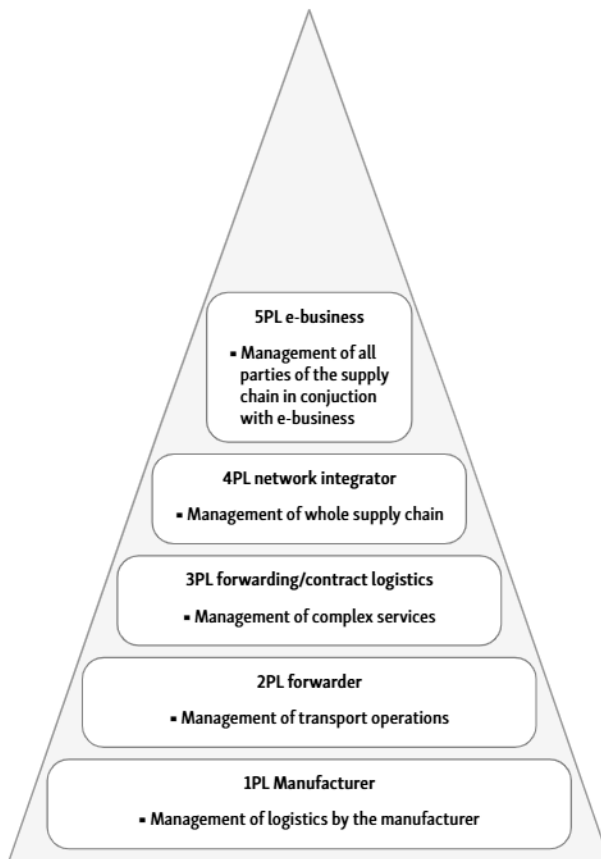 5PL e-business
▪ Management of all
parties of the supply
chain in conjuction
with e-business
4PL network integrator
▪ Management of whole supply chain
3PL forwarding/contract logistics
▪ Management of complex services
2PL forwarder
▪ Management of transport operations
1PL Manufacturer
▪ Management of logistics by the manufacturer